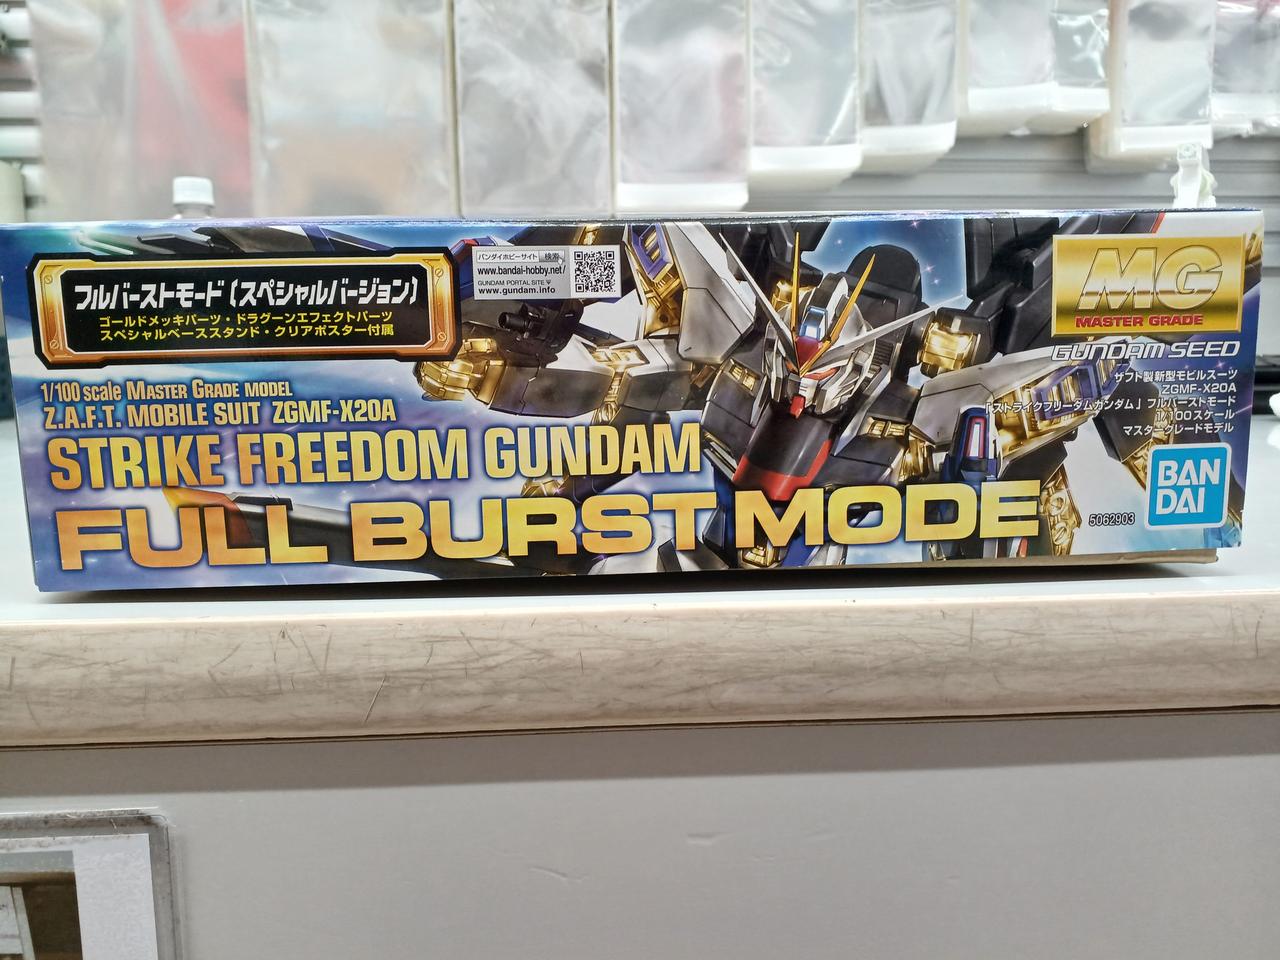 フルバーストモード〔スペシャルバージョン〕
ゴールドメッキパーツ・ドラグーンエフェクトパーツ
スペシャルベーススタンド・クリアポスター付属
バンダイホビーサイト 検索
www.bandai-hobby.net/
GUNDAM PORTAL SITE
www.gundam.info
MG
MASTER GRADE
GUNDAM SEED
ザフト製新型モビルスーツ
ZGMF-X20A
「ストライクフリーダムガンダム」フルバーストモード
1/100スケール
マスターグレードモデル
1/100 scale MASTER GRADE MODEL
Z.A.F.T. MOBILE SUIT ZGMF-X20A
STRIKE FREEDOM GUNDAM
FULL BURST MODE
5062903
BAN
DAI